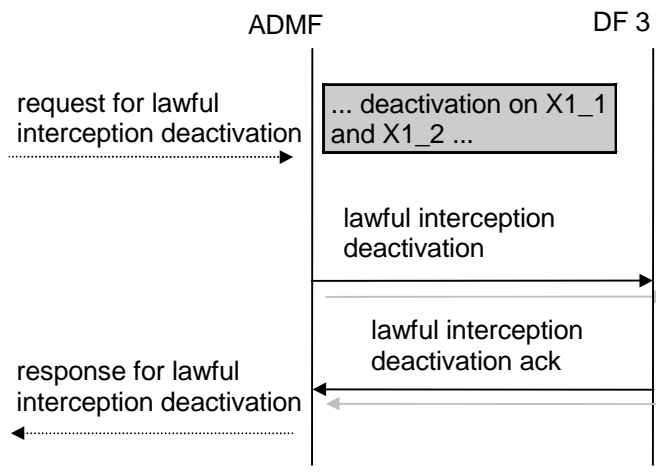 ADMF
DF 3
request for lawful
interception deactivation
... deactivation on X1_1
and X1_2 ...
lawful interception
deactivation
lawful interception
deactivation ack
response for lawful
interception deactivation